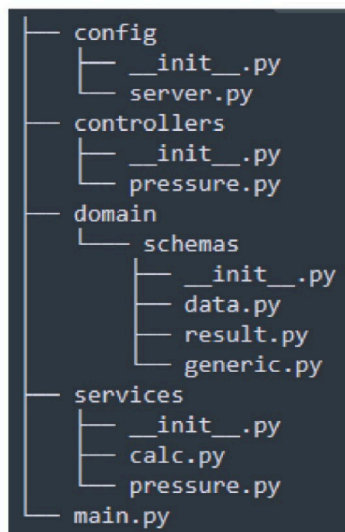 config
__init__.py
server.py
controllers
__init__.py
pressure.py
domain
schemas
__init__.py
data.py
result.py
generic.py
services
__init__.py
calc.py
pressure.py
main.py